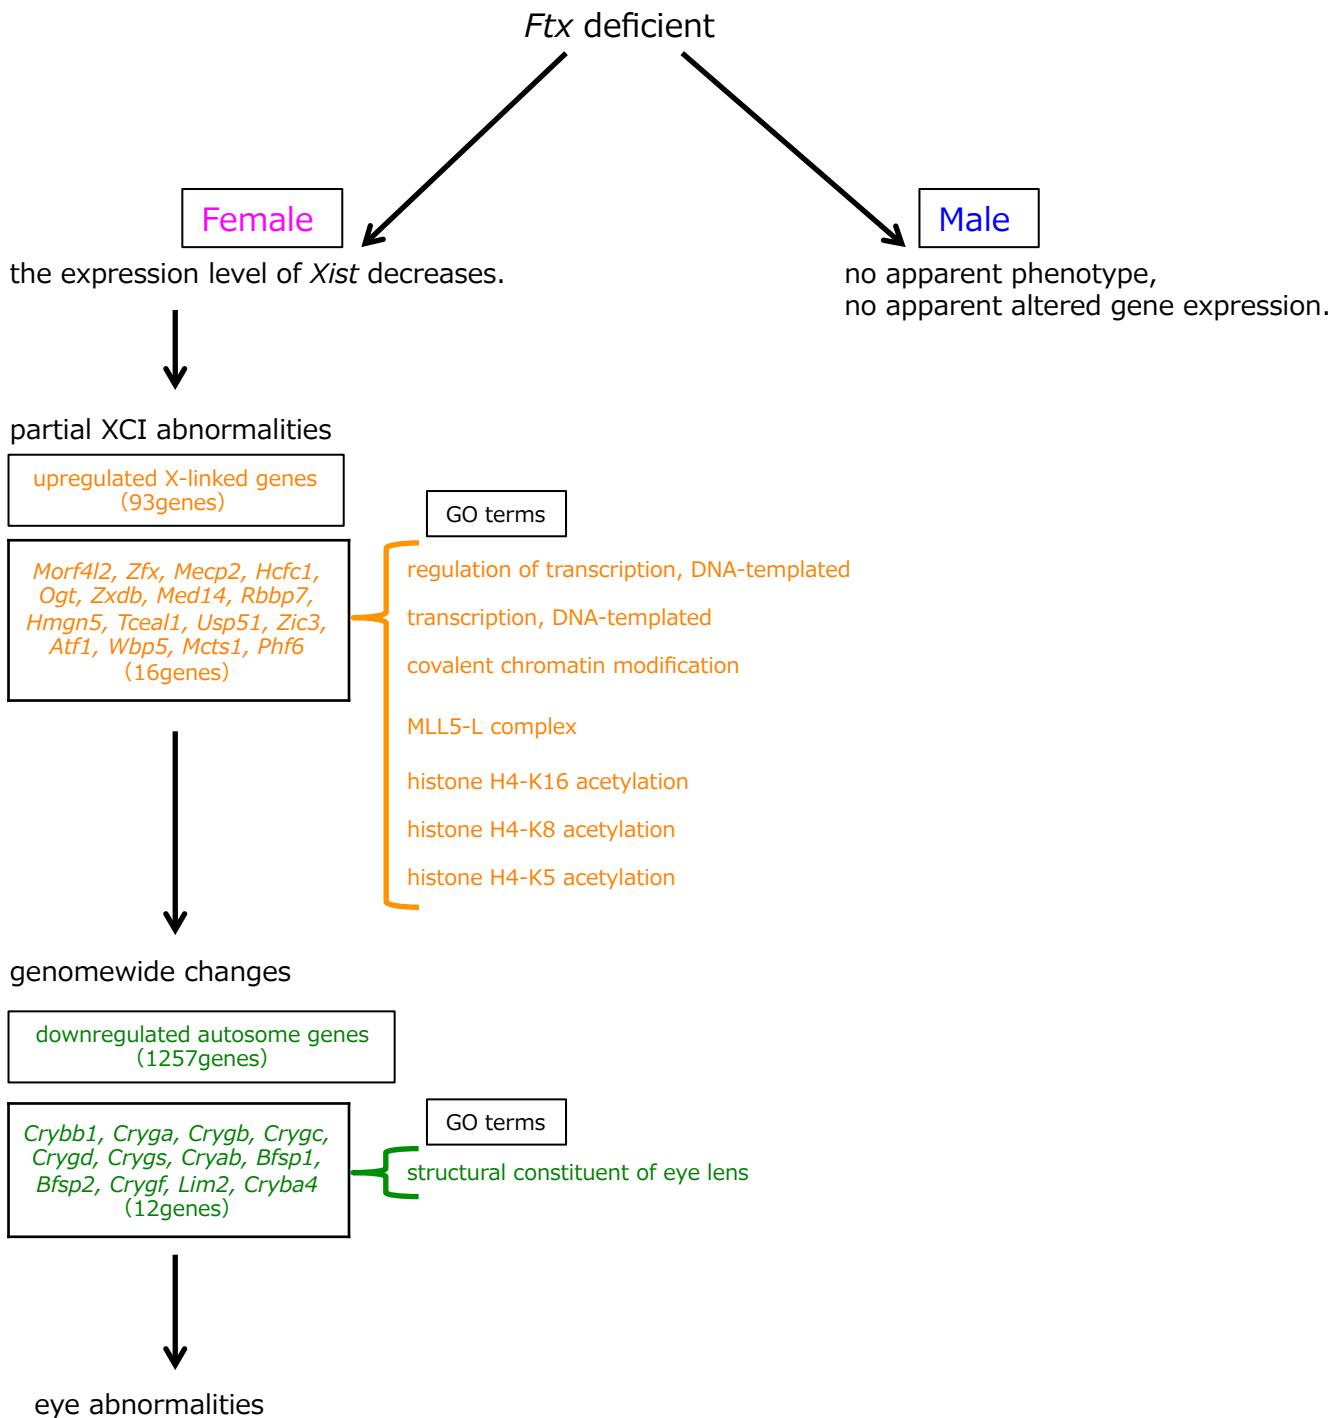 Ftx deficient
Female
Male
the expression level of Xist decreases.
no apparent phenotype,
no apparent altered gene expression.
partial XCI abnormalities
upregulated X-linked genes
(93genes)
GO terms
Morf4l2, Zfx, Mecp2, Hcfc1,
Ogt, Zxdb, Med14, Rbbp7,
Hmgn5, Tceal1, Usp51, Zic3,
Atf1, Wbp5, Mcts1, Phf6
(16genes)
regulation of transcription, DNA-templated
transcription, DNA-templated
covalent chromatin modification
MLL5-L complex
histone H4-K16 acetylation
histone H4-K8 acetylation
histone H4-K5 acetylation
genomewide changes
downregulated autosome genes
(1257genes)
GO terms
Crybb1, Cryga, Crygb, Crygc,
Crygd, Crygs, Cryab, Bfsp1,
Bfsp2, Crygf, Lim2, Cryba4
(12genes)
structural constituent of eye lens
eye abnormalities